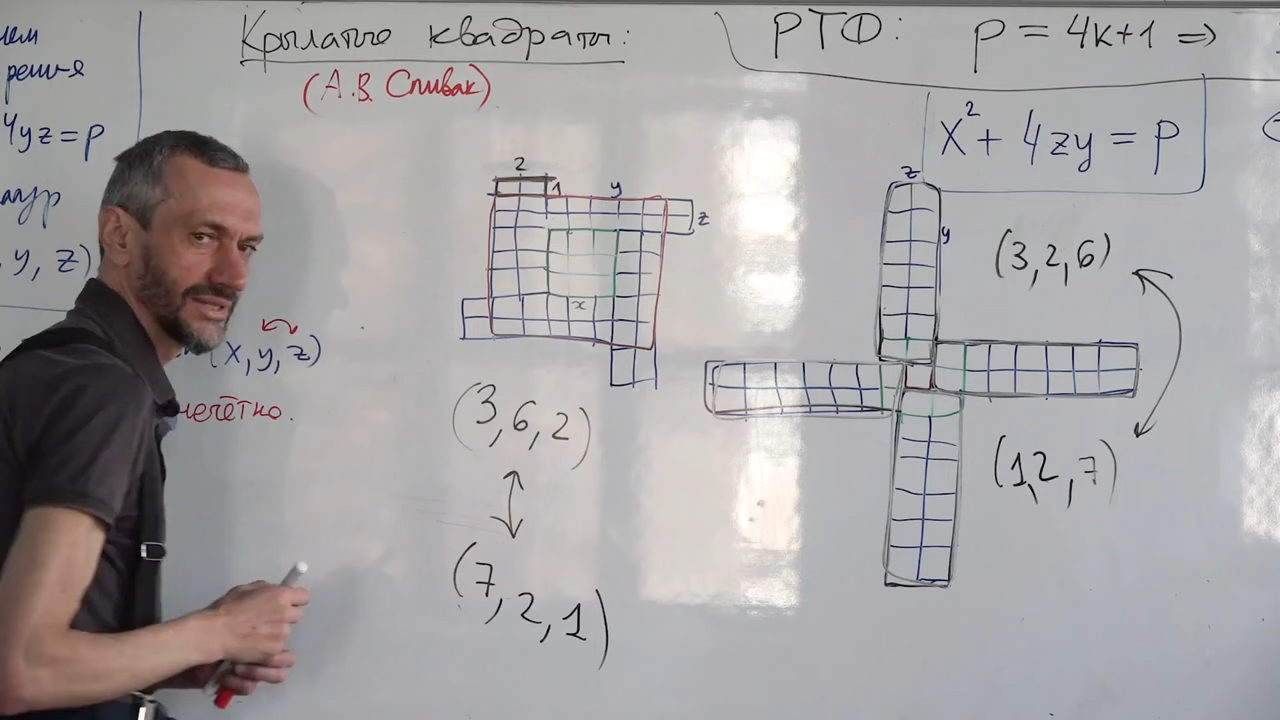 реш-я
4yz = p
y, z)
(x, y, z)
нечётно.
Крылатые квадраты:
(А.В. Спивак)
РТФ: p = 4k+1 ⇒
x² + 4zy = p
2
1
y
z
x
(3, 6, 2)
(7, 2, 1)
z
y
(3, 2, 6)
(1, 2, 7)